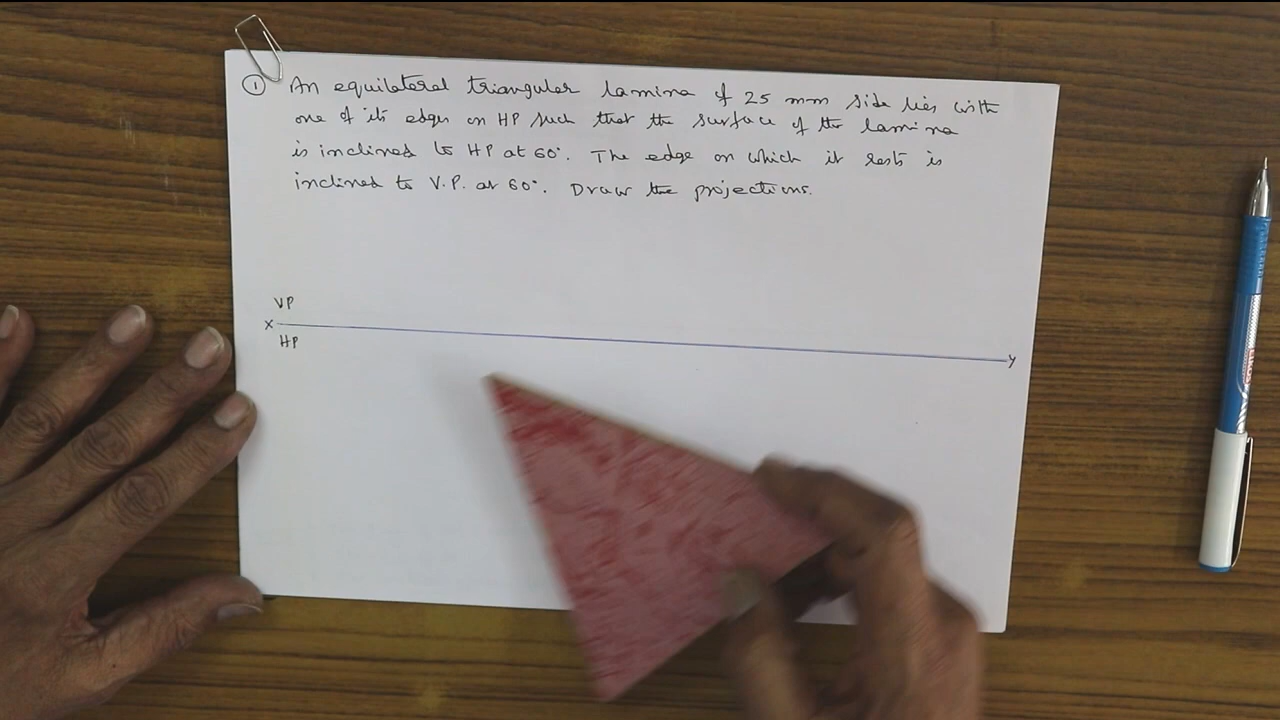 ① An equilateral triangular lamina of 25 mm side lies with
one of its edges on HP such that the surface of the lamina
is inclined to HP at 60°. The edge on which it rests is
inclined to V.P. at 60°. Draw the projections.
VP
X
HP
Y